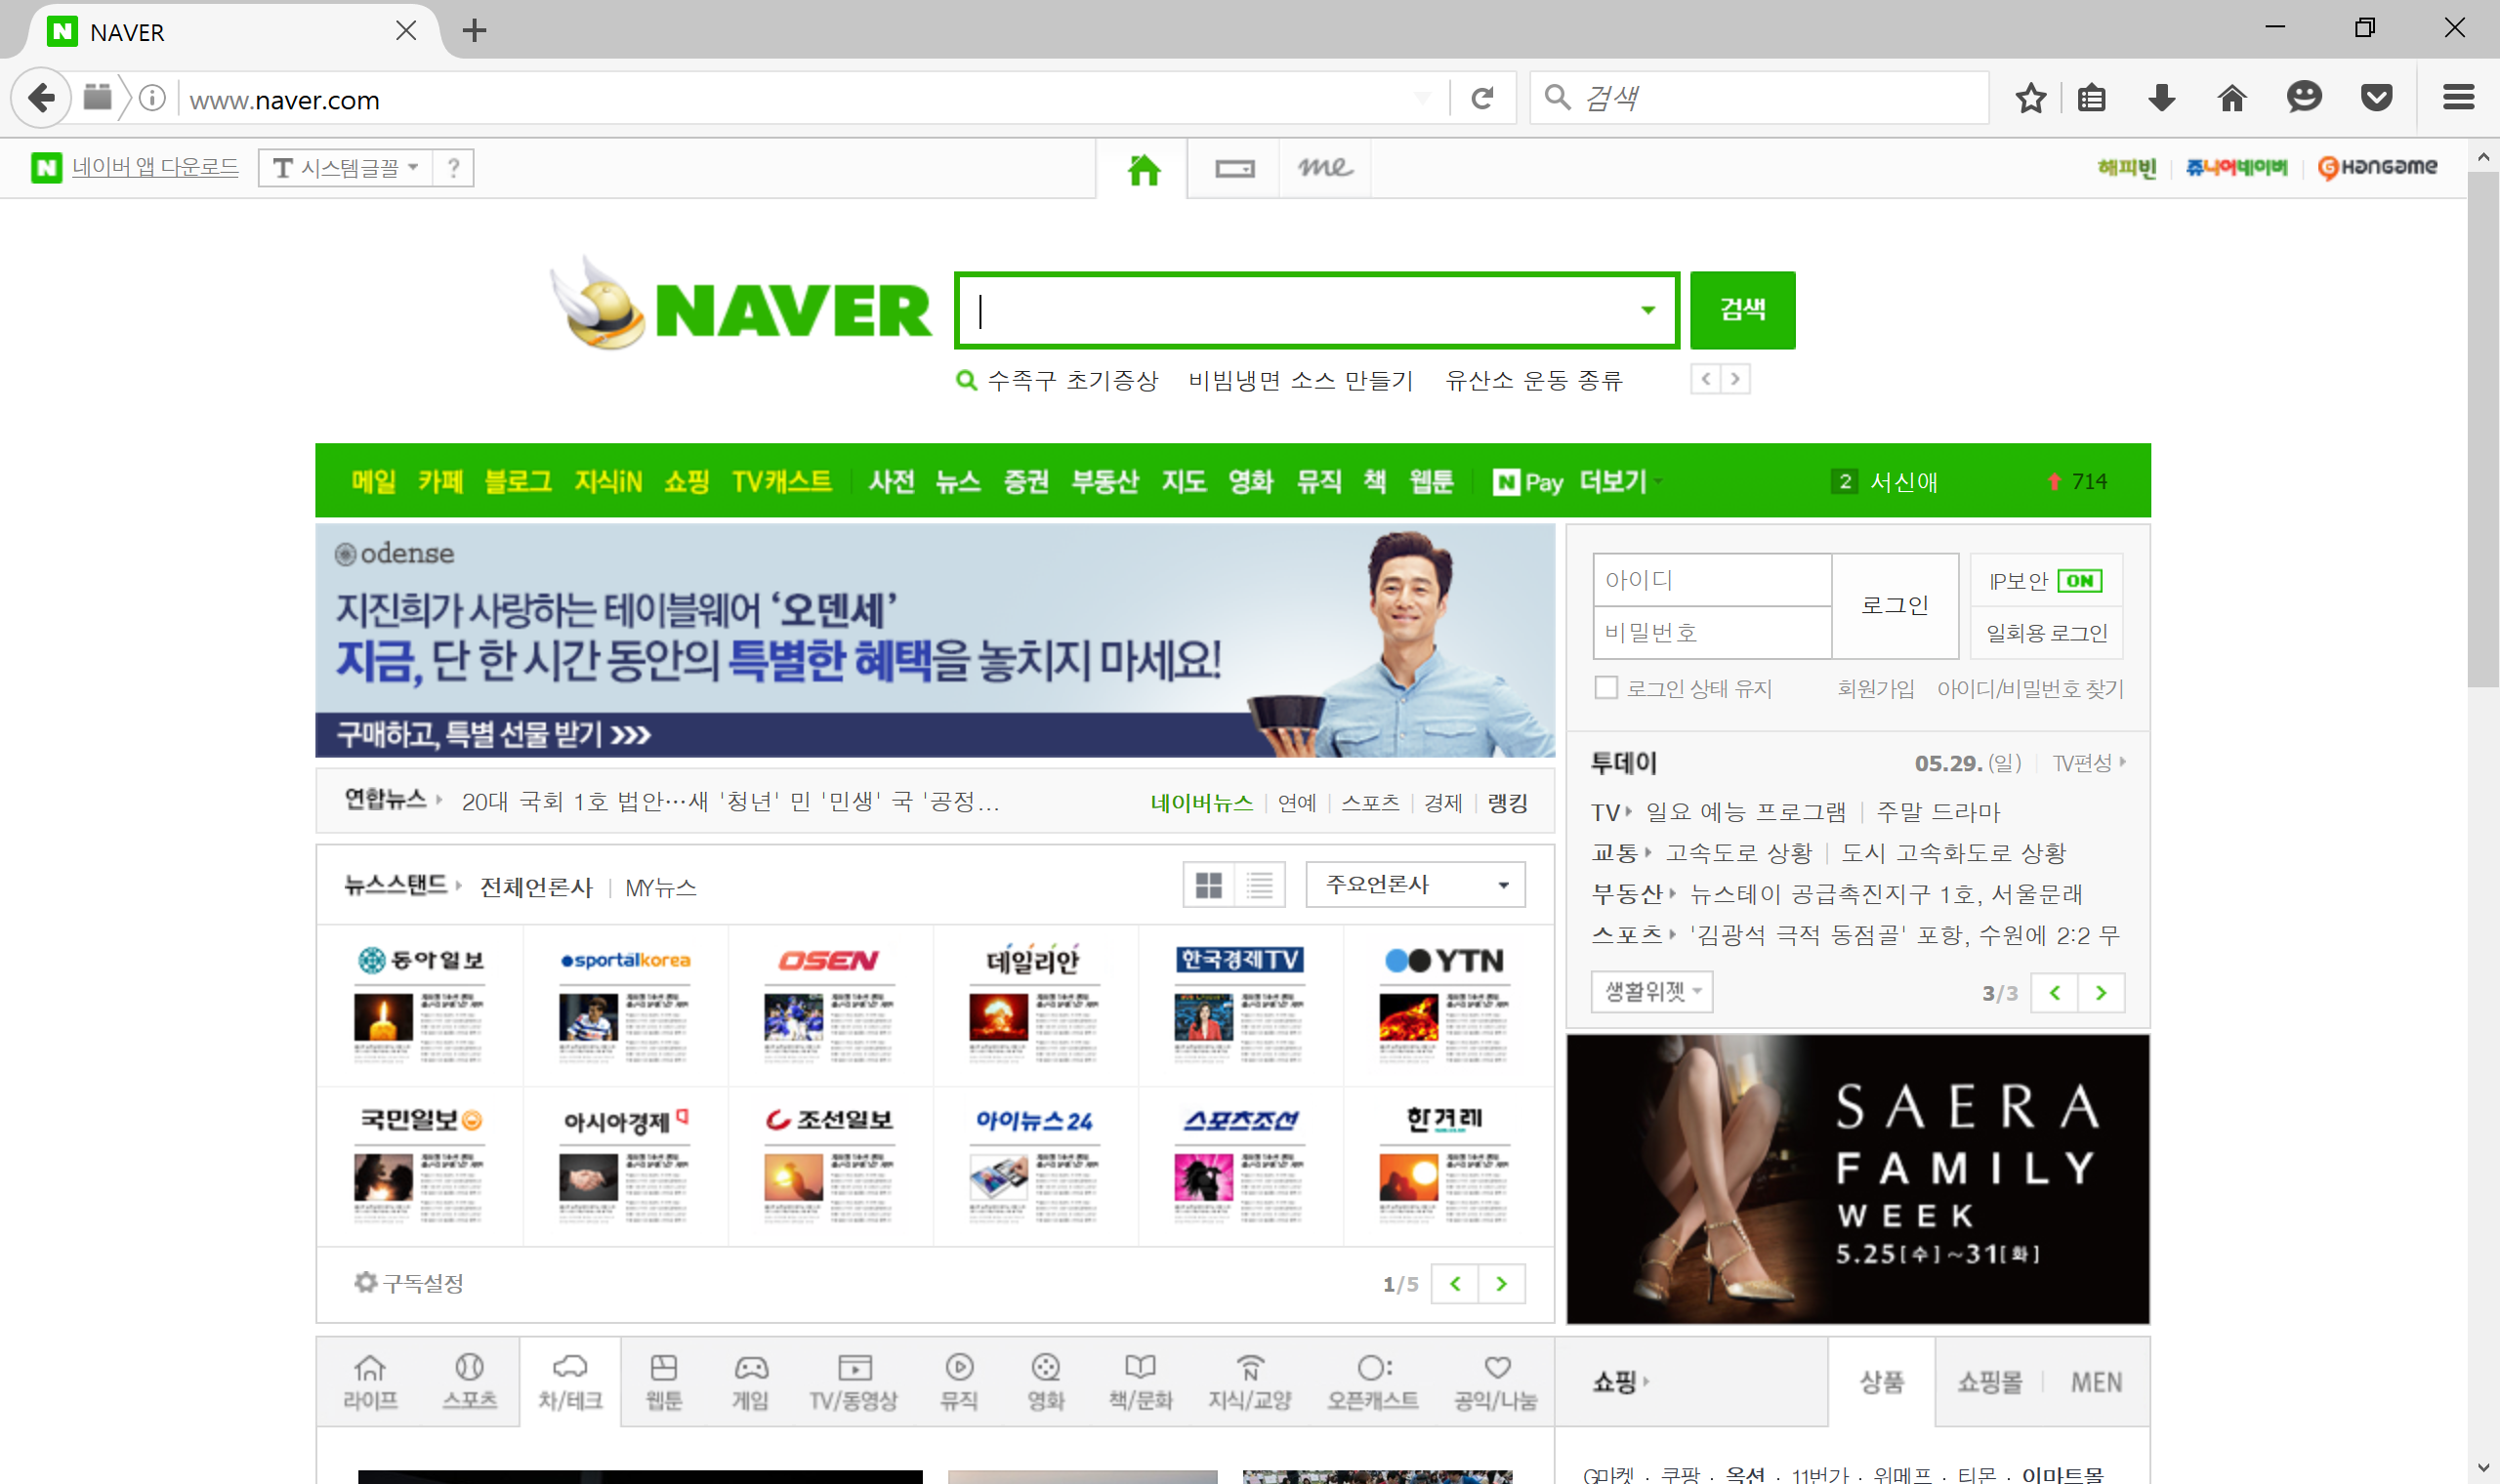 NAVER
www.naver.com
검색
네이버 앱 다운로드
시스템글꼴 ?
me
해피빈 쥬니어네이버 HANGAME
NAVER
검색
수족구 초기증상 비빔냉면 소스 만들기 유산소 운동 종류
메일 카페 블로그 지식iN 쇼핑 TV캐스트 사전 뉴스 증권 부동산 지도 영화 뮤직 책 웹툰 N Pay 더보기 2 서신애 714
odense
지진희가 사랑하는 테이블웨어 ‘오덴세’
지금, 단 한 시간 동안의 특별한 혜택을 놓치지 마세요!
구매하고, 특별 선물 받기 >>>
아이디
비밀번호
로그인
IP보안 ON
일회용 로그인
로그인 상태 유지 회원가입 아이디/비밀번호 찾기
연합뉴스 20대 국회 1호 법안…새 '청년' 민 '민생' 국 '공정...
네이버뉴스 연예 스포츠 경제 랭킹
투데이 05.29. (일) TV편성
TV 일요 예능 프로그램 주말 드라마
교통 고속도로 상황 도시 고속화도로 상황
부동산 뉴스테이 공급촉진지구 1호, 서울문래
스포츠 '김광석 극적 동점골' 포항, 수원에 2:2 무
생활위젯 3/3
뉴스스탠드 전체언론사 MY뉴스 주요언론사
동아일보 sportalkorea OSEN 데일리안 한국경제TV YTN
국민일보 아시아경제 조선일보 아이뉴스24 스포츠조선 한겨레
구독설정 1/5
SAERA
FAMILY
WEEK
5.25[수]~31[화]
라이프 스포츠 차/테크 웹툰 게임 TV/동영상 뮤직 영화 책/문화 지식/교양 오픈캐스트 공익/나눔
쇼핑 상품 쇼핑몰 MEN
G마켓 · 쿠팡 · 옥션 · 11번가 · 위메프 · 티몬 · 이마트몰